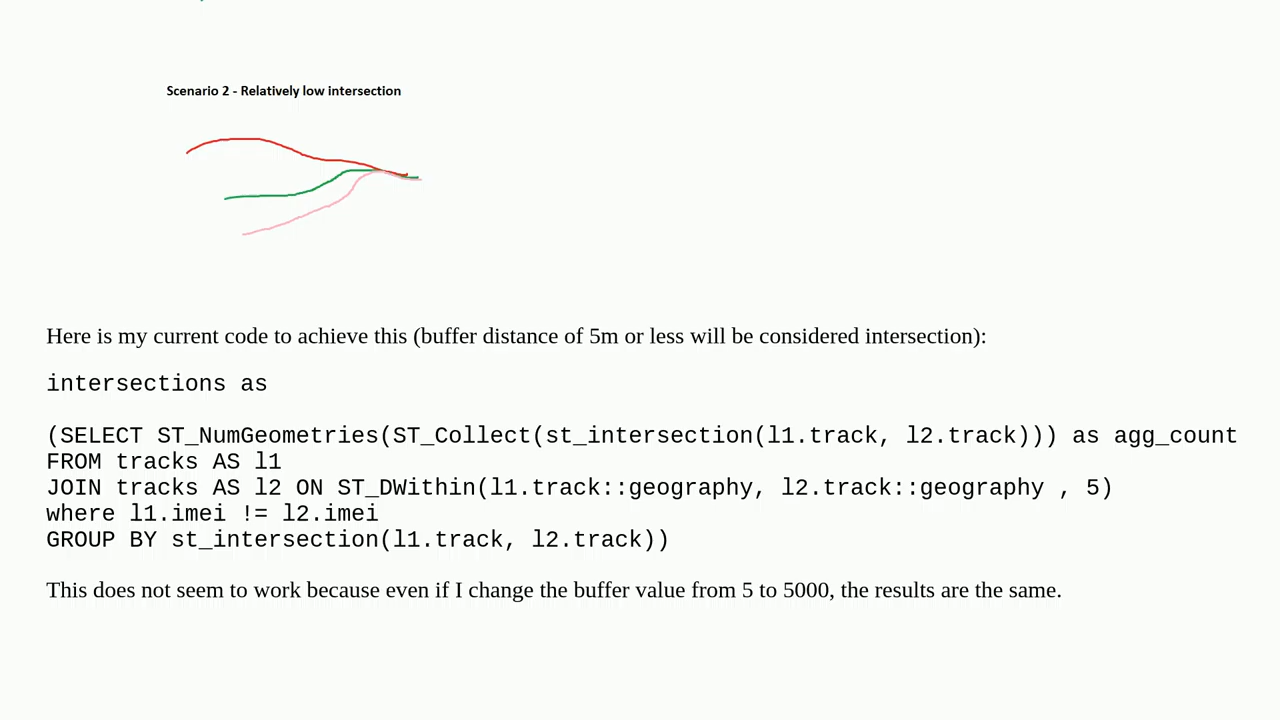 Scenario 2 - Relatively low intersection
Here is my current code to achieve this (buffer distance of 5m or less will be considered intersection):
intersections as
(SELECT ST_NumGeometries(ST_Collect(st_intersection(l1.track, l2.track))) as agg_count
FROM tracks AS l1
JOIN tracks AS l2 ON ST_DWithin(l1.track::geography, l2.track::geography , 5)
where l1.imei != l2.imei
GROUP BY st_intersection(l1.track, l2.track))
This does not seem to work because even if I change the buffer value from 5 to 5000, the results are the same.